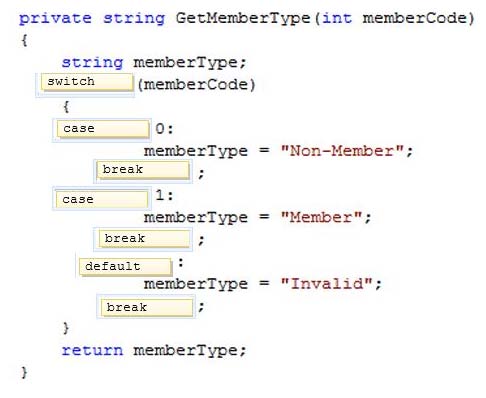 private string GetMemberType(int memberCode)
{
string memberType;
switch (memberCode)
{
case 0:
memberType = "Non-Member";
break ;
case 1:
memberType = "Member";
break ;
default :
memberType = "Invalid";
break ;
}
return memberType;
}